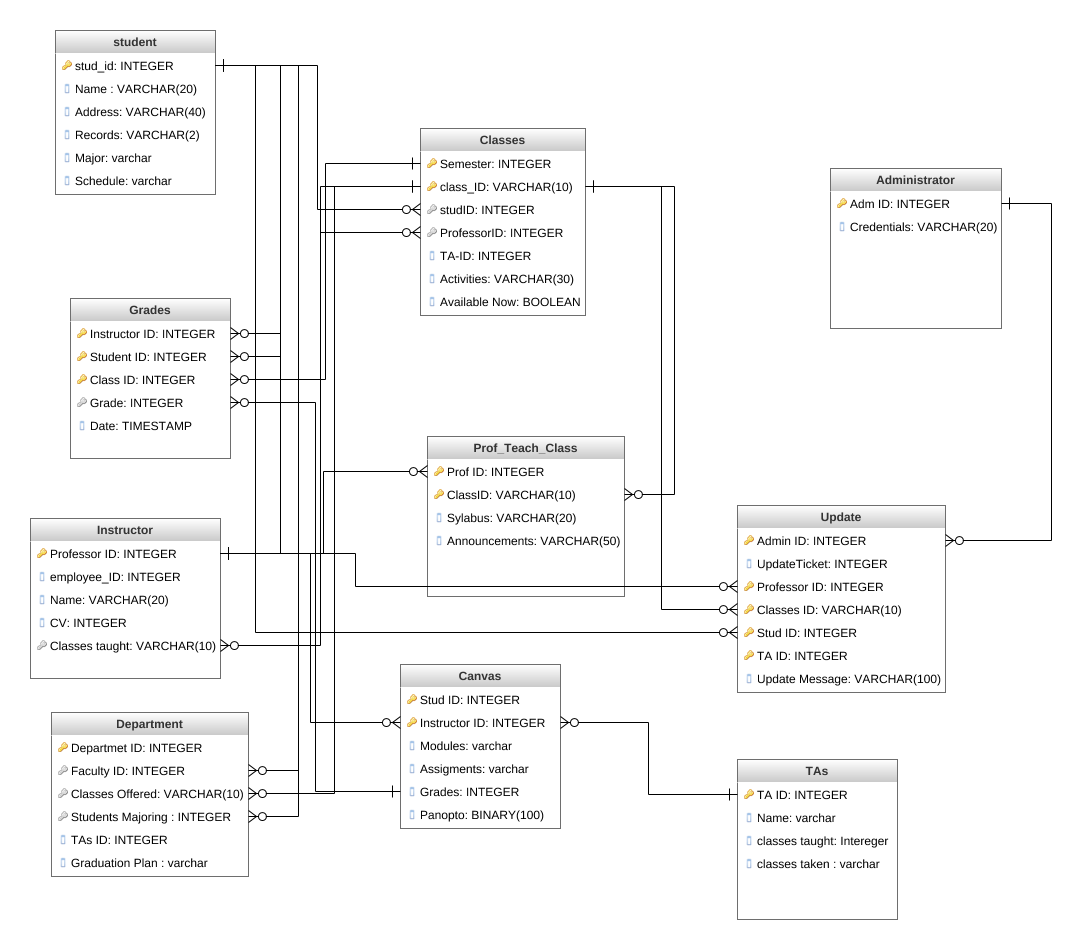 student
stud_id: INTEGER
Name : VARCHAR(20)
Address: VARCHAR(40)
Records: VARCHAR(2)
Major: varchar
Schedule: varchar
Classes
Semester: INTEGER
class_ID: VARCHAR(10)
studID: INTEGER
ProfessorID: INTEGER
TA-ID: INTEGER
Activities: VARCHAR(30)
Available Now: BOOLEAN
Administrator
Adm ID: INTEGER
Credentials: VARCHAR(20)
Grades
Instructor ID: INTEGER
Student ID: INTEGER
Class ID: INTEGER
Grade: INTEGER
Date: TIMESTAMP
Prof_Teach_Class
Prof ID: INTEGER
ClassID: VARCHAR(10)
Sylabus: VARCHAR(20)
Announcements: VARCHAR(50)
Instructor
Professor ID: INTEGER
employee_ID: INTEGER
Name: VARCHAR(20)
CV: INTEGER
Classes taught: VARCHAR(10)
Update
Admin ID: INTEGER
UpdateTicket: INTEGER
Professor ID: INTEGER
Classes ID: VARCHAR(10)
Stud ID: INTEGER
TA ID: INTEGER
Update Message: VARCHAR(100)
Canvas
Stud ID: INTEGER
Instructor ID: INTEGER
Modules: varchar
Assigments: varchar
Grades: INTEGER
Panopto: BINARY(100)
Department
Departmet ID: INTEGER
Faculty ID: INTEGER
Classes Offered: VARCHAR(10)
Students Majoring : INTEGER
TAs ID: INTEGER
Graduation Plan : varchar
TAs
TA ID: INTEGER
Name: varchar
classes taught: Intereger
classes taken : varchar